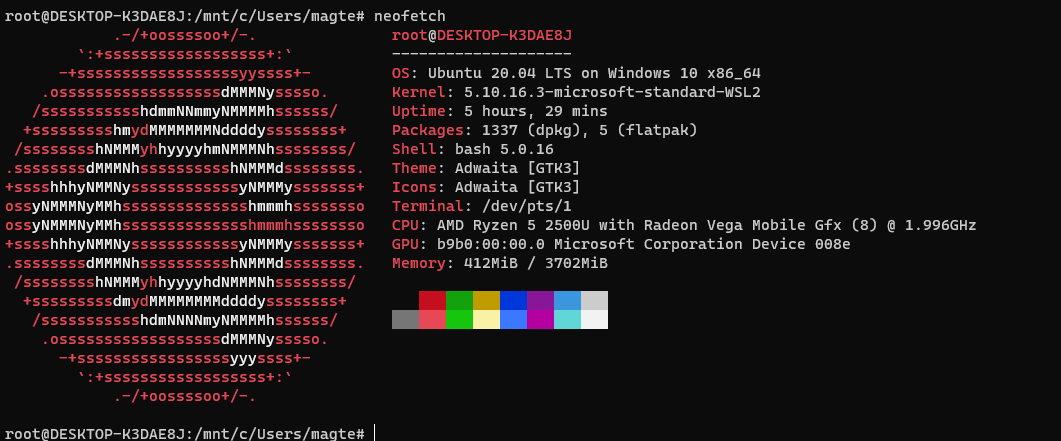 root@DESKTOP-K3DAE8J:/mnt/c/Users/magte# neofetch
            .-/+oossssoo+/-.               root@DESKTOP-K3DAE8J
        `:+ssssssssssssssssss+:`           --------------------
      -+ssssssssssssssssssyyssss+-         OS: Ubuntu 20.04 LTS on Windows 10 x86_64
    .ossssssssssssssssssdMMMNysssso.       Kernel: 5.10.16.3-microsoft-standard-WSL2
   /ssssssssssshdmmNNmmyNMMMMhssssss/      Uptime: 5 hours, 29 mins
  +ssssssssshmydMMMMMMMNddddyssssssss+     Packages: 1337 (dpkg), 5 (flatpak)
 /sssssssshNMMMyhhyyyyhmNMMMNhssssssss/    Shell: bash 5.0.16
.ssssssssdMMMNhsssssssssshNMMMdssssssss.   Theme: Adwaita [GTK3]
+sssshhhyNMMNyssssssssssssyNMMMysssssss+   Icons: Adwaita [GTK3]
ossyNMMMNyMMhsssssssssssssshmmmhssssssso   Terminal: /dev/pts/1
ossyNMMMNyMMhsssssssssssssshmmmhssssssso   CPU: AMD Ryzen 5 2500U with Radeon Vega Mobile Gfx (8) @ 1.996GHz
+sssshhhyNMMNyssssssssssssyNMMMysssssss+   GPU: b9b0:00:00.0 Microsoft Corporation Device 008e
.ssssssssdMMMNhsssssssssshNMMMdssssssss.   Memory: 412MiB / 3702MiB
 /sssssssshNMMMyhhyyyyhdNMMMNhssssssss/
  +sssssssssdmydMMMMMMMMddddyssssssss+
   /ssssssssssshdmNNNNmyNMMMMhssssss/
    .ossssssssssssssssssdMMMNysssso.
      -+sssssssssssssssssyyyssss+-
        `:+ssssssssssssssssss+:`
            .-/+oossssoo+/-.
root@DESKTOP-K3DAE8J:/mnt/c/Users/magte#